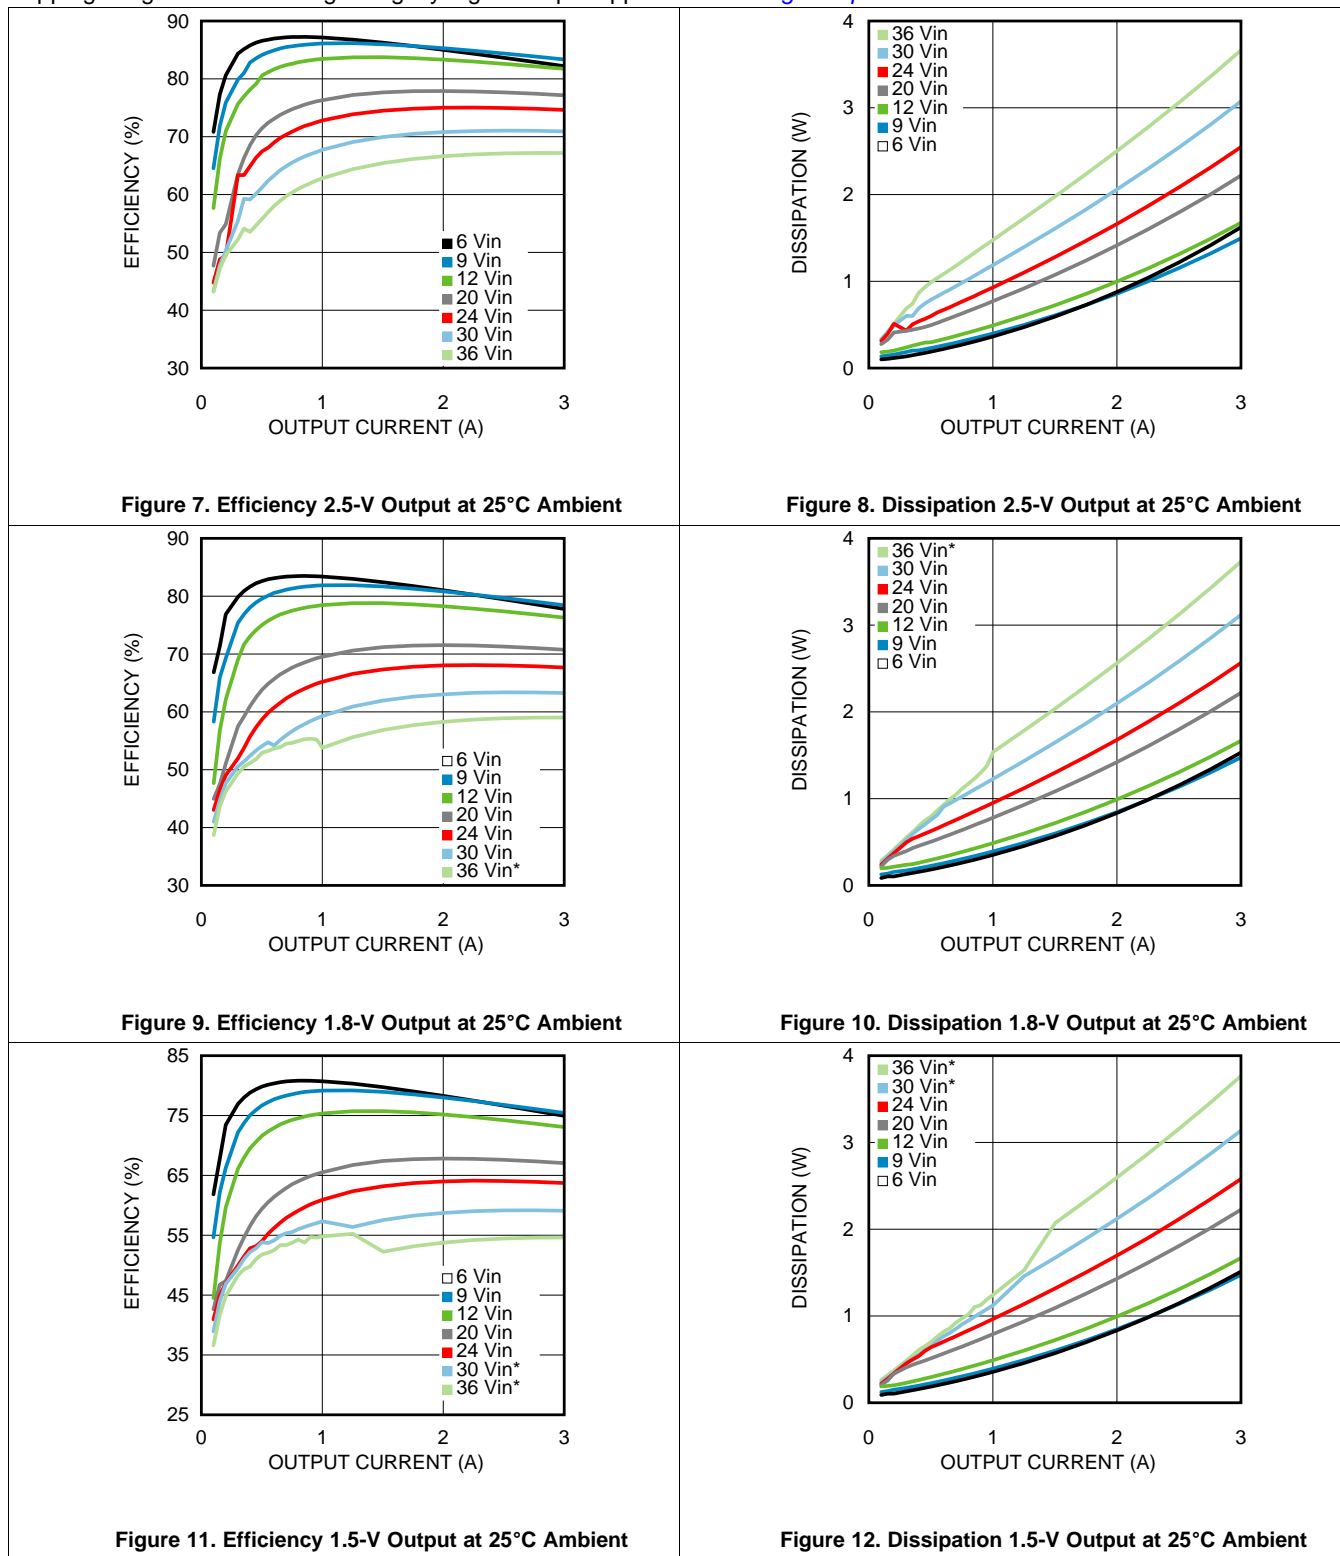 90
80
70
60
50
40
30
EFFICIENCY (%)
6 Vin
9 Vin
12 Vin
20 Vin
24 Vin
30 Vin
36 Vin
0 1 2 3
OUTPUT CURRENT (A)
Figure 7. Efficiency 2.5-V Output at 25°C Ambient
4
3
2
1
0
DISSIPATION (W)
36 Vin
30 Vin
24 Vin
20 Vin
12 Vin
9 Vin
6 Vin
0 1 2 3
OUTPUT CURRENT (A)
Figure 8. Dissipation 2.5-V Output at 25°C Ambient
90
80
70
60
50
40
30
EFFICIENCY (%)
6 Vin
9 Vin
12 Vin
20 Vin
24 Vin
30 Vin
36 Vin*
0 1 2 3
OUTPUT CURRENT (A)
Figure 9. Efficiency 1.8-V Output at 25°C Ambient
4
3
2
1
0
DISSIPATION (W)
36 Vin*
30 Vin
24 Vin
20 Vin
12 Vin
9 Vin
6 Vin
0 1 2 3
OUTPUT CURRENT (A)
Figure 10. Dissipation 1.8-V Output at 25°C Ambient
85
75
65
55
45
35
25
EFFICIENCY (%)
6 Vin
9 Vin
12 Vin
20 Vin
24 Vin
30 Vin*
36 Vin*
0 1 2 3
OUTPUT CURRENT (A)
Figure 11. Efficiency 1.5-V Output at 25°C Ambient
4
3
2
1
0
DISSIPATION (W)
36 Vin*
30 Vin*
24 Vin
20 Vin
12 Vin
9 Vin
6 Vin
0 1 2 3
OUTPUT CURRENT (A)
Figure 12. Dissipation 1.5-V Output at 25°C Ambient